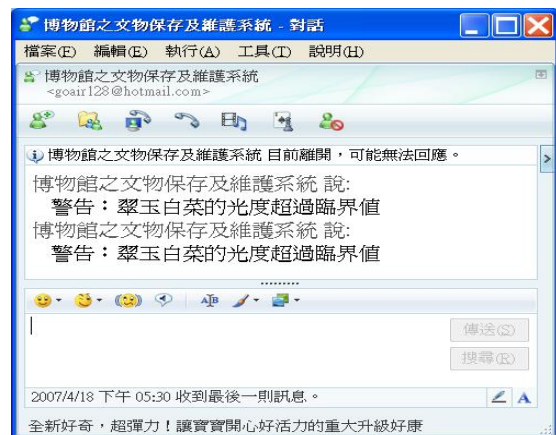 博物館之文物保存及維護系統 - 對話
檔案(F) 編輯(E) 執行(A) 工具(T) 說明(H)
博物館之文物保存及維護系統
<goair128@hotmail.com>
博物館之文物保存及維護系統 目前離開，可能無法回應。
博物館之文物保存及維護系統 說:
警告：翠玉白菜的光度超過臨界值
博物館之文物保存及維護系統 說:
警告：翠玉白菜的光度超過臨界值
傳送(S)
搜尋(R)
2007/4/18 下午 05:30 收到最後一則訊息。
全新好奇，超彈力！讓寶寶開心好活力的重大升級好康